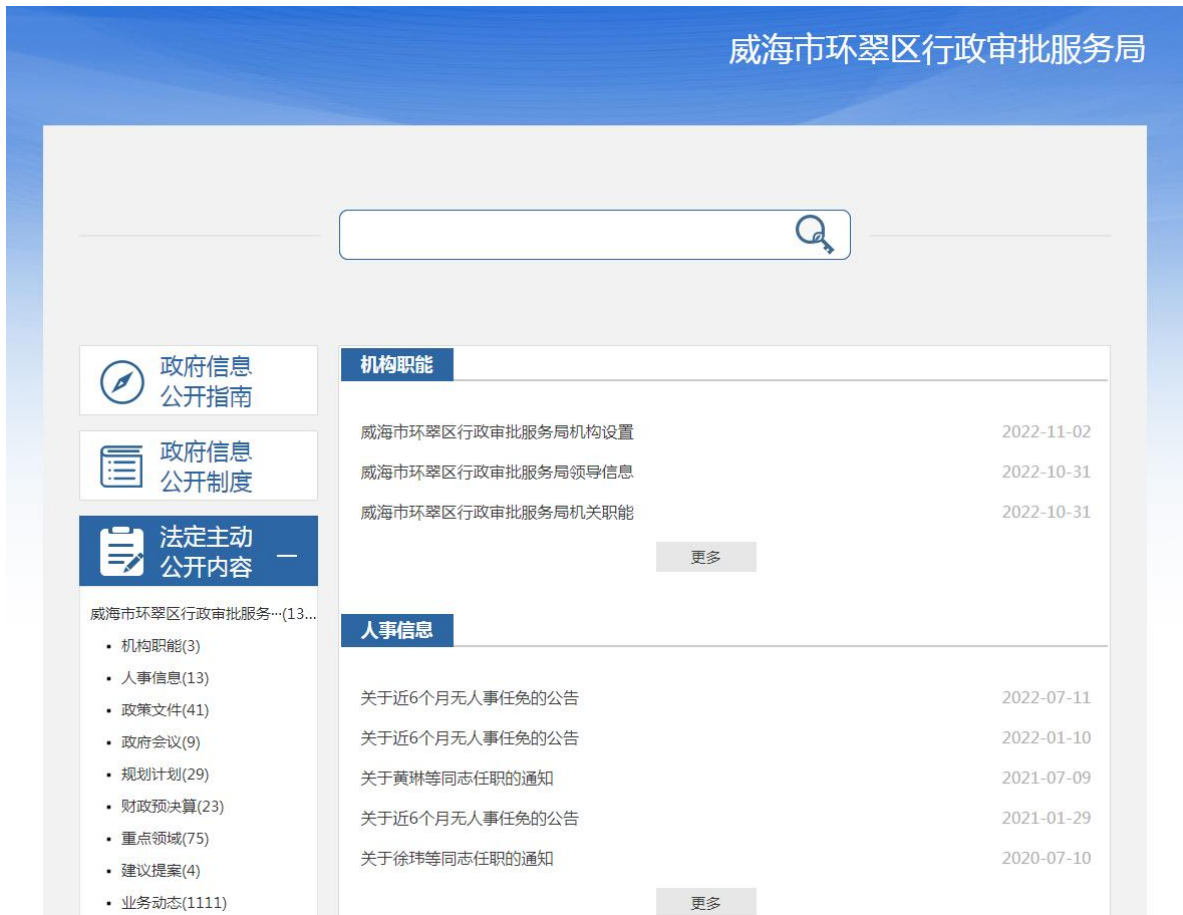 威海市环翠区行政审批服务局
政府信息
公开指南
政府信息
公开制度
法定主动
公开内容
威海市环翠区行政审批服务···(13...
• 机构职能(3)
• 人事信息(13)
• 政策文件(41)
• 政府会议(9)
• 规划计划(29)
• 财政预决算(23)
• 重点领域(75)
• 建议提案(4)
• 业务动态(1111)
机构职能
威海市环翠区行政审批服务局机构设置 2022-11-02
威海市环翠区行政审批服务局领导信息 2022-10-31
威海市环翠区行政审批服务局机关职能 2022-10-31
更多
人事信息
关于近6个月无人事任免的公告 2022-07-11
关于近6个月无人事任免的公告 2022-01-10
关于黄琳等同志任职的通知 2021-07-09
关于近6个月无人事任免的公告 2021-01-29
关于徐玮等同志任职的通知 2020-07-10
更多